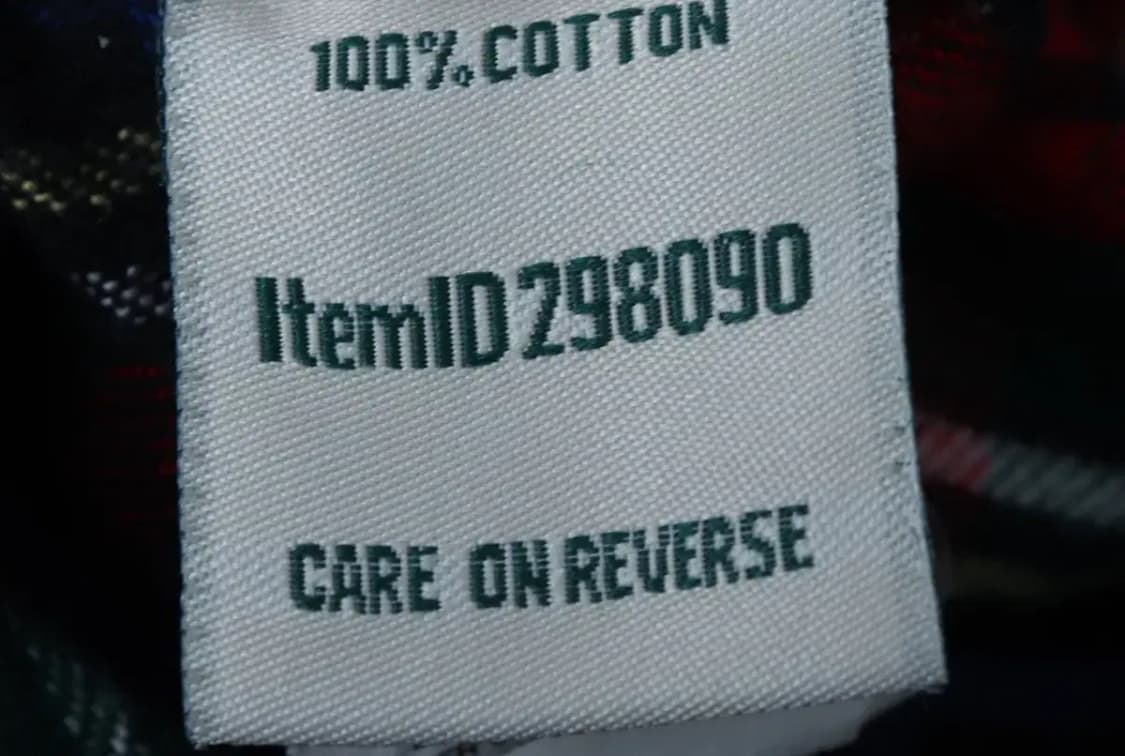 100% COTTON
ItemID 298090
CARE ON REVERSE